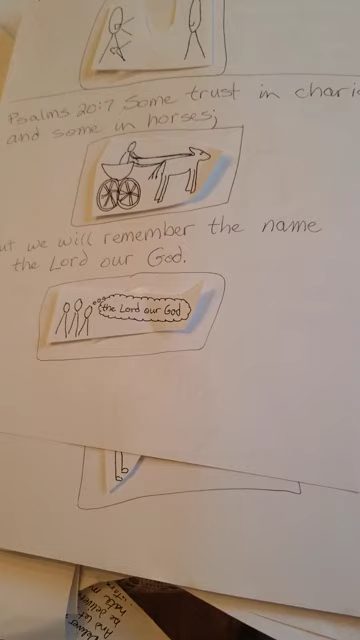 Psalms 20:7 Some trust in chari
and some in horses;
ut we will remember the name
the Lord our God.
the Lord our God